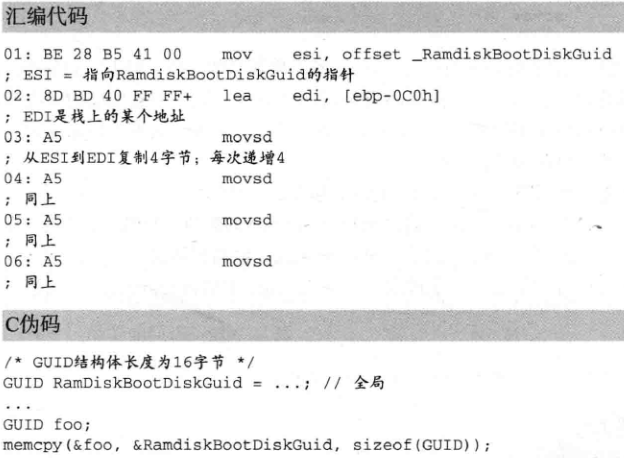 汇编代码
01: BE 28 B5 41 00 mov esi, offset _RamdiskBootDiskGuid
; ESI = 指向RamdiskBootDiskGuid的指针
02: 8D BD 40 FF FF+ lea edi, [ebp-0C0h]
; EDI是栈上的某个地址
03: A5 movsd
; 从ESI到EDI复制4字节；每次递增4
04: A5 movsd
; 同上
05: A5 movsd
; 同上
06: A5 movsd
; 同上
C伪码
/* GUID结构体长度为16字节 */
GUID RamDiskBootDiskGuid = ...; // 全局
...
GUID foo;
memcpy(&foo, &RamdiskBootDiskGuid, sizeof(GUID));